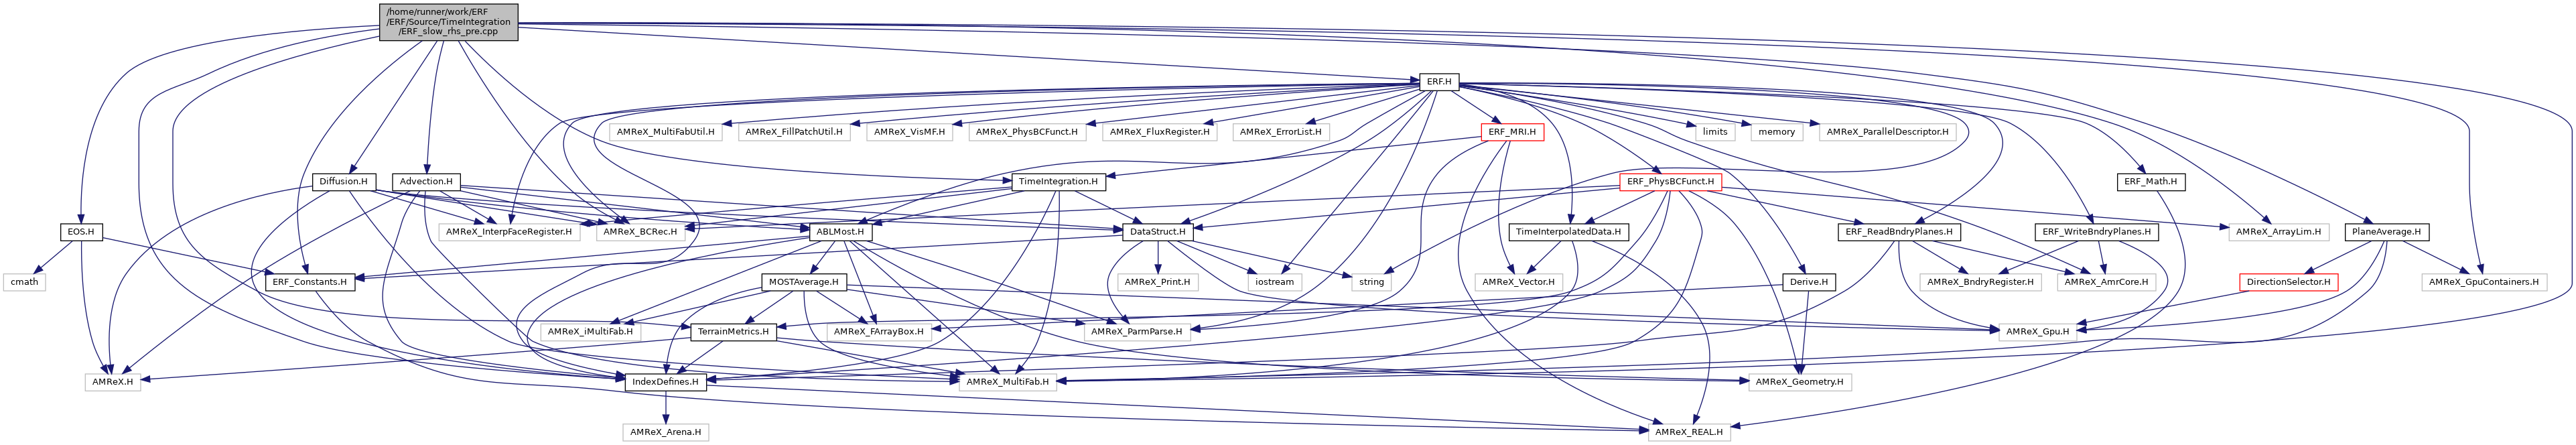 /home/runner/work/ERF
/ERF/Source/TimeIntegration
/ERF_slow_rhs_pre.cpp
ERF.H
AMReX_MultiFabUtil.H
AMReX_FillPatchUtil.H
AMReX_VisMF.H
AMReX_PhysBCFunct.H
AMReX_FluxRegister.H
AMReX_ErrorList.H
ERF_MRI.H
limits
memory
AMReX_ParallelDescriptor.H
Diffusion.H
Advection.H
TimeIntegration.H
ERF_PhysBCFunct.H
ERF_Math.H
EOS.H
AMReX_InterpFaceRegister.H
AMReX_BCRec.H
ABLMost.H
DataStruct.H
TimeInterpolatedData.H
ERF_ReadBndryPlanes.H
ERF_WriteBndryPlanes.H
AMReX_ArrayLim.H
PlaneAverage.H
cmath
ERF_Constants.H
MOSTAverage.H
AMReX_Print.H
iostream
string
AMReX_Vector.H
Derive.H
AMReX_BndryRegister.H
AMReX_AmrCore.H
DirectionSelector.H
AMReX_GpuContainers.H
AMReX_iMultiFab.H
TerrainMetrics.H
AMReX_FArrayBox.H
AMReX_ParmParse.H
AMReX_Gpu.H
AMReX.H
IndexDefines.H
AMReX_MultiFab.H
AMReX_Geometry.H
AMReX_Arena.H
AMReX_REAL.H